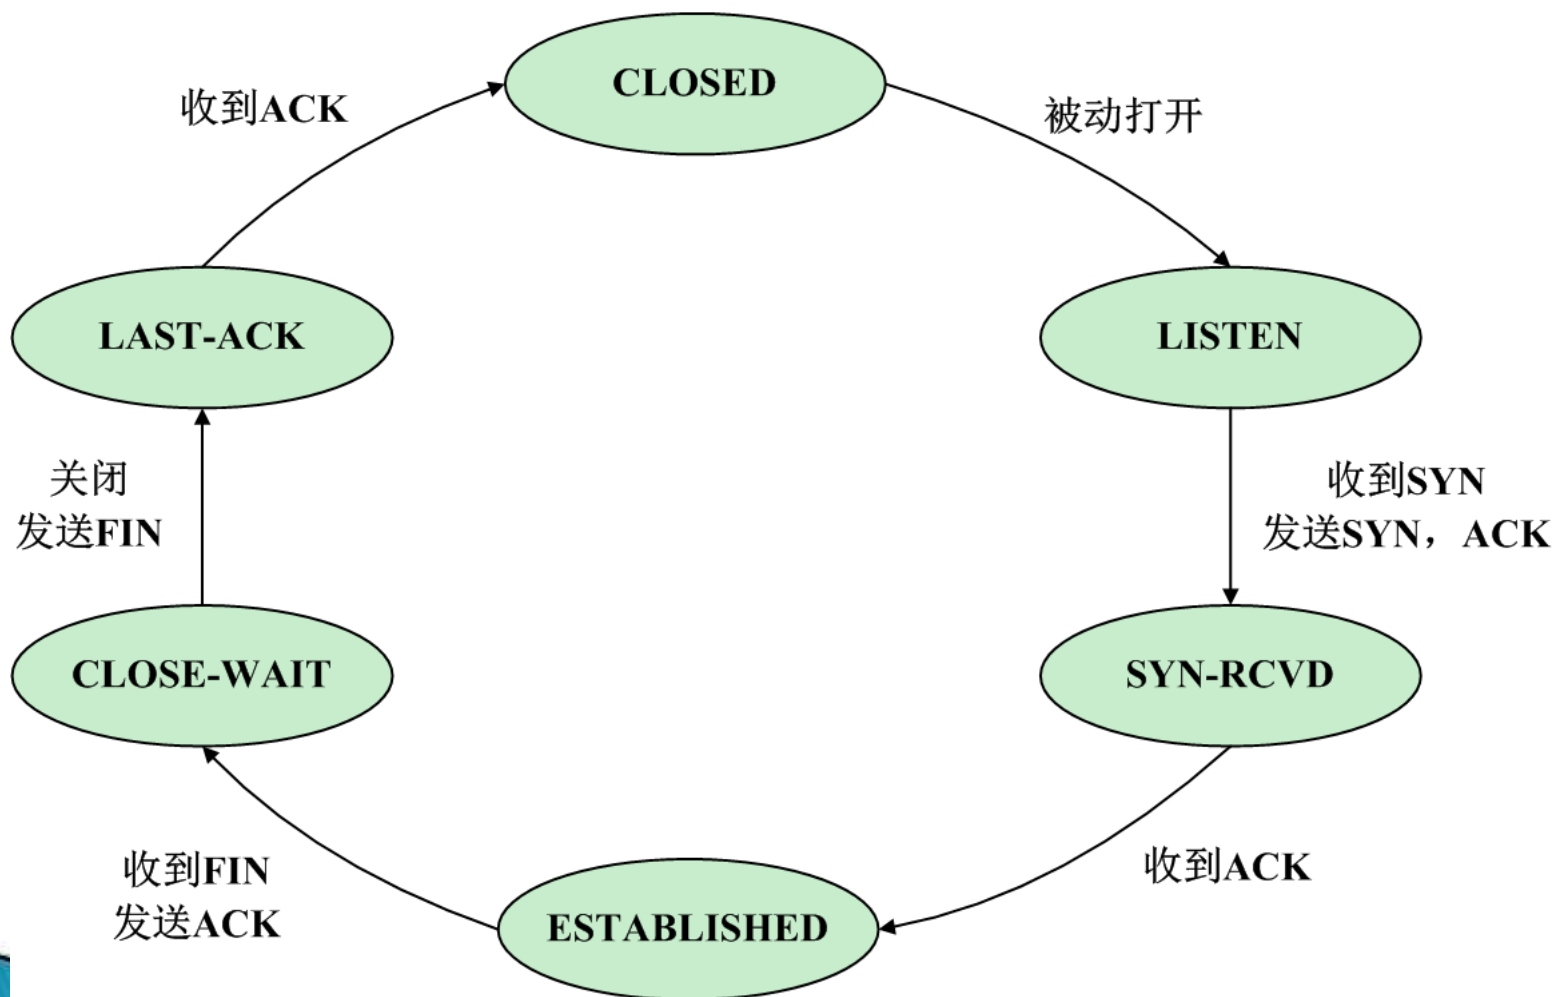 CLOSED
收到ACK
被动打开
LAST-ACK
LISTEN
关闭
发送FIN
收到SYN
发送SYN，ACK
CLOSE-WAIT
SYN-RCVD
收到FIN
发送ACK
收到ACK
ESTABLISHED